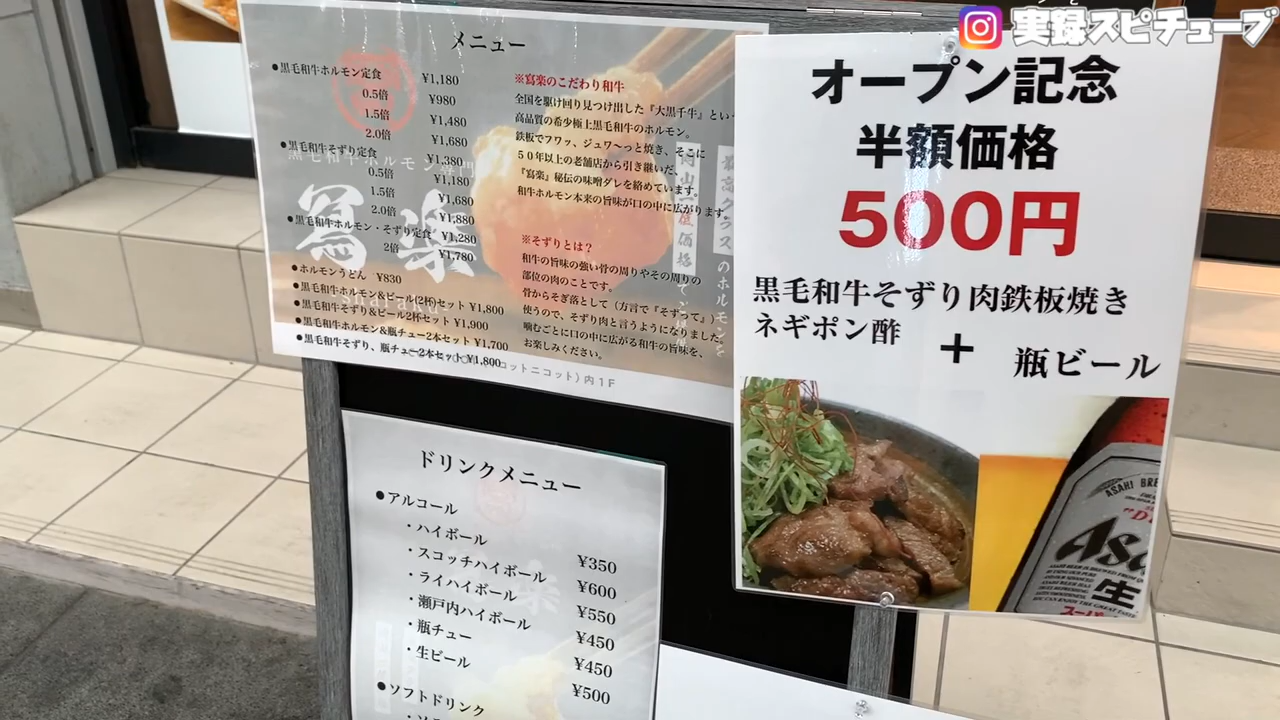 実録スピチューブ
メニュー
●黒毛和牛ホルモン定食 ¥1,180
0.5倍 ¥980
1.5倍 ¥1,480
2.0倍 ¥1,680
●黒毛和牛そずり定食 ¥1,380
0.5倍 ¥1,180
1.5倍 ¥1,680
2.0倍 ¥1,880
●黒毛和牛ホルモン・そずり定食 ¥1,280
2倍 ¥1,780
●ホルモンうどん ¥830
●黒毛和牛ホルモン&ビール(2杯)セット ¥1,800
●黒毛和牛そずり&ビール2杯セット ¥1,900
●黒毛和牛ホルモン&瓶チュー2本セット ¥1,700
●黒毛和牛そずり、瓶チュー2本セット ¥1,800
※寫楽のこだわり和牛
全国を駆け回り見つけ出した『大黒千牛』とい
高品質の希少極上黒毛和牛のホルモン。
鉄板でフワッ、ジュワ〜っと焼き、そこに
５０年以上の老舗店から引き継いだ、
『寫楽』秘伝の味噌ダレを絡めています。
和牛ホルモン本来の旨味が口の中に広がります。
※そずりとは？
和牛の旨味の強い骨の周りやその周りの
部位の肉のことです。
骨からそぎ落として（方言で『そずって』）
使うので、そずり肉と言うようになりました。
噛むごとに口の中に広がる和牛の旨味を、
お楽しみください。
黒毛和牛ホルモン専門
寫楽
のホルモンを
コットニコット）内１F
ドリンクメニュー
●アルコール
・ハイボール ¥350
・スコッチハイボール ¥600
・ライハイボール ¥550
・瀬戸内ハイボール ¥450
・瓶チュー ¥450
・生ビール ¥500
●ソフトドリンク
オープン記念
半額価格
500円
黒毛和牛そずり肉鉄板焼き
ネギポン酢
+
瓶ビール
ASAHI BRE
Asa
生